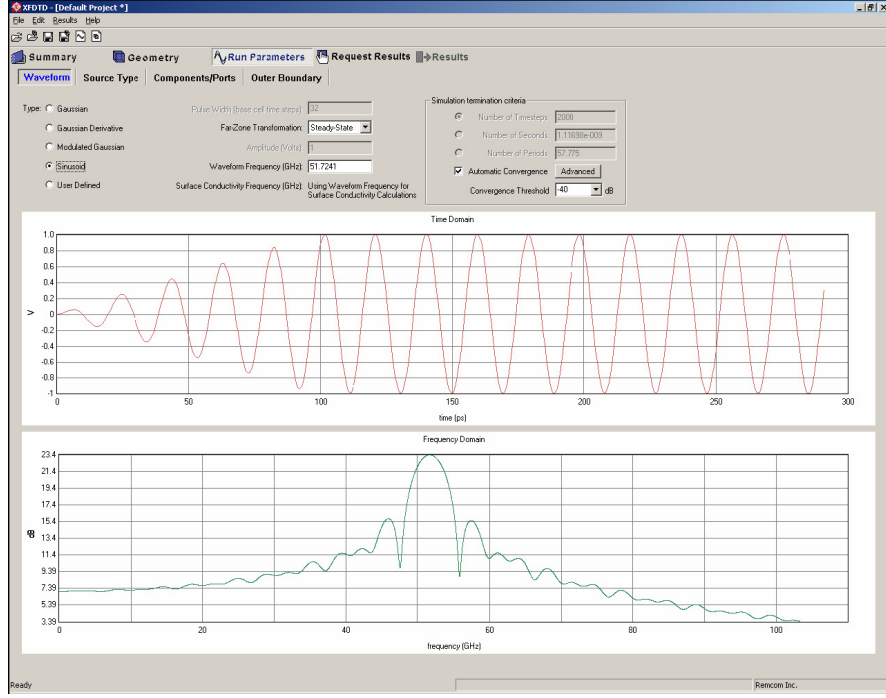 XFDTD - [Default Project *]
File Edit Results Help
Summary Geometry Run Parameters Request Results Results
Waveform Source Type Components/Ports Outer Boundary
Type: Gaussian
Gaussian Derivative
Modulated Gaussian
Sinusoid
User Defined
Pulse Width (base cell time steps): 32
Far-Zone Transformation: Steady-State
Amplitude (Volts) 1
Waveform Frequency (GHz): 51.7241
Surface Conductivity Frequency (GHz): Using Waveform Frequency for
Surface Conductivity Calculations
Simulation termination criteria
Number of Timesteps 2000
Number of Seconds 1.11698e-009
Number of Periods 57.775
Automatic Convergence Advanced
Convergence Threshold -40 dB
Time Domain
1.0
0.8
0.6
0.4
0.2
0
-0.2
-0.4
-0.6
-0.8
-1
V
0 50 100 150 200 250 300
time (ps)
Frequency Domain
23.4
21.4
19.4
17.4
15.4
13.4
11.4
9.39
7.39
5.39
3.39
dB
0 20 40 60 80 100
frequency (GHz)
Ready
Remcom Inc.